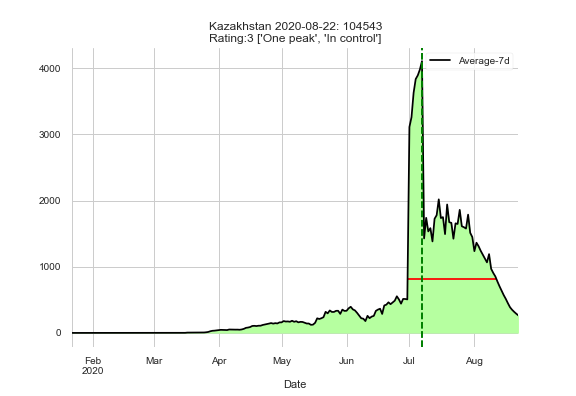 Kazakhstan 2020-08-22: 104543
Rating:3 ['One peak', 'In control']
Average-7d
4000
3000
2000
1000
0
Feb Mar Apr May Jun Jul Aug
2020
Date